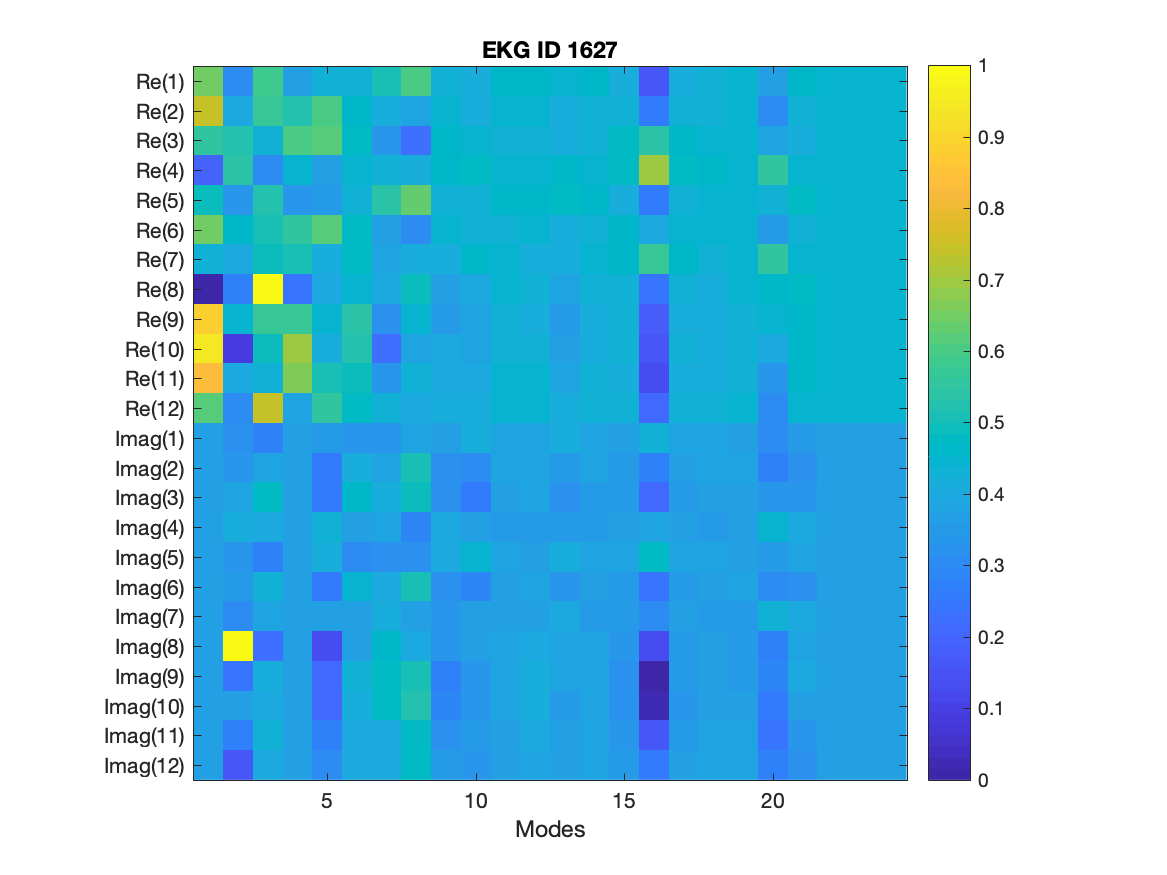 EKG ID 1627
Re(1)
Re(2)
Re(3)
Re(4)
Re(5)
Re(6)
Re(7)
Re(8)
Re(9)
Re(10)
Re(11)
Re(12)
Imag(1)
Imag(2)
Imag(3)
Imag(4)
Imag(5)
Imag(6)
Imag(7)
Imag(8)
Imag(9)
Imag(10)
Imag(11)
Imag(12)
5 10 15 20
Modes
1
0.9
0.8
0.7
0.6
0.5
0.4
0.3
0.2
0.1
0